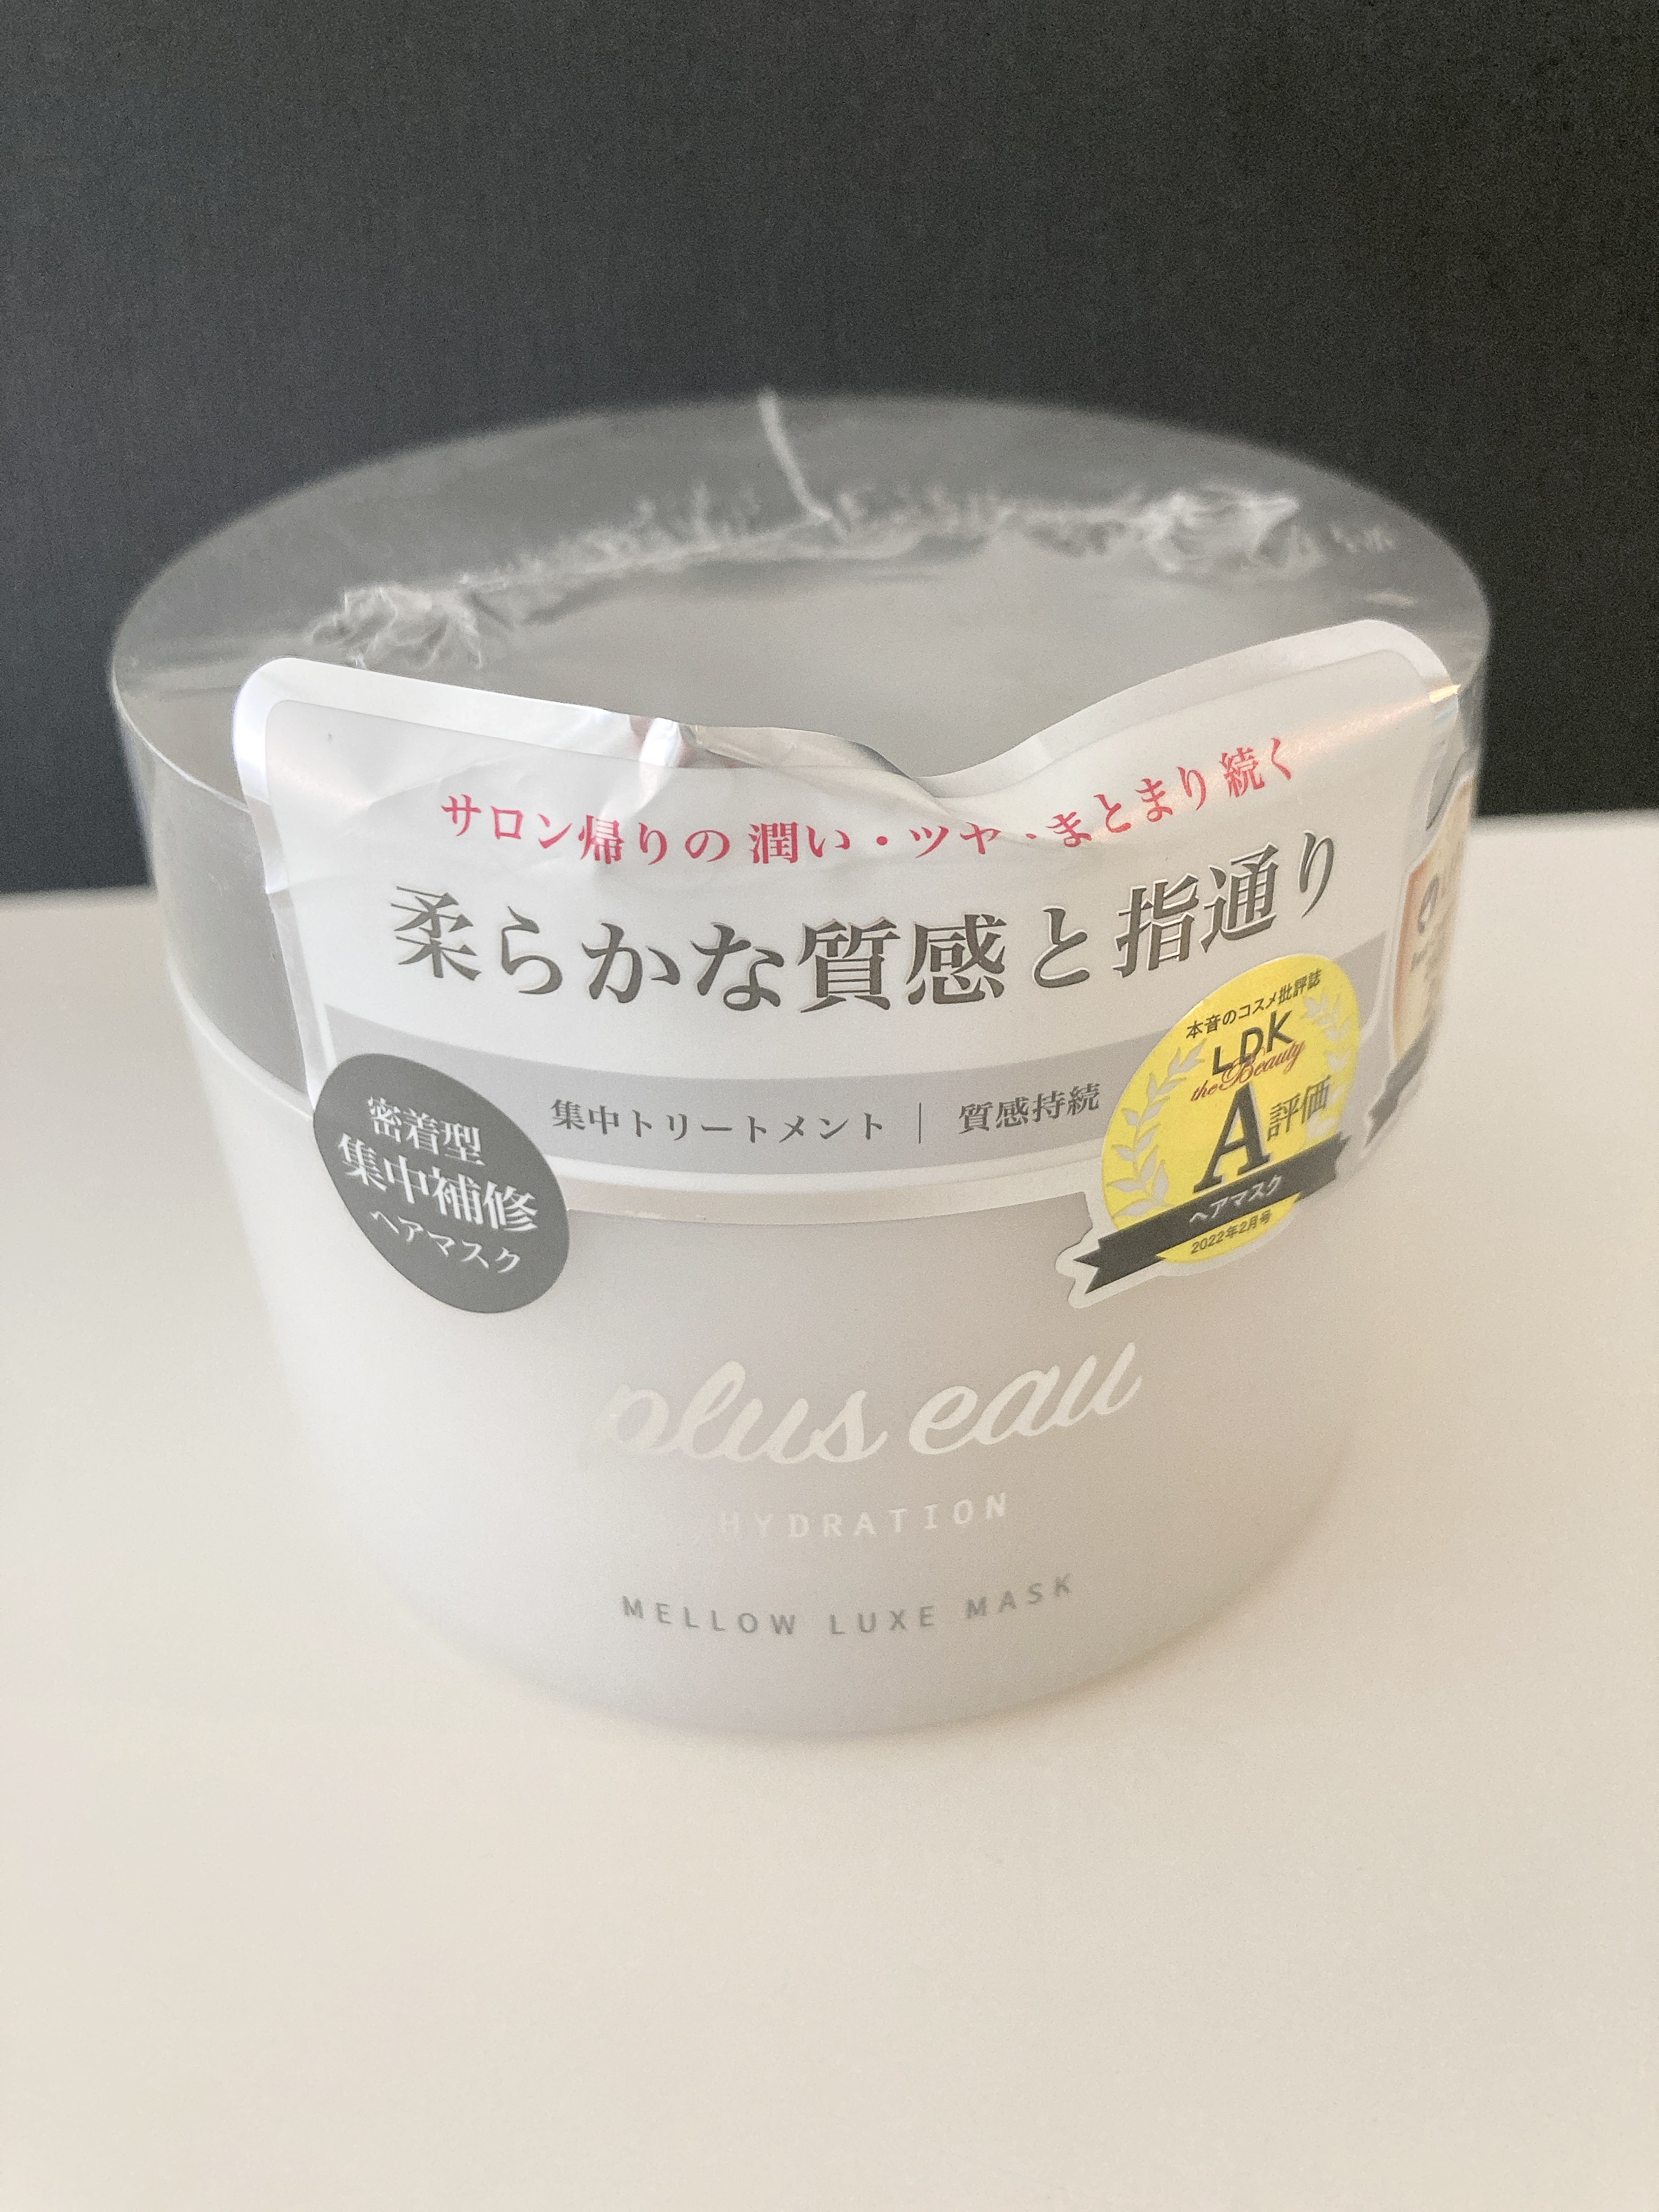 サロン帰りの 潤い・ツヤ・まとまり 続く
柔らかな質感と指通り
集中トリートメント｜質感持続
密着型
集中補修
ヘアマスク
本音のコスメ批評誌
LDK
the Beauty
A評価
ヘアマスク
2022年2月号
plus eau
HYDRATION
MELLOW LUXE MASK